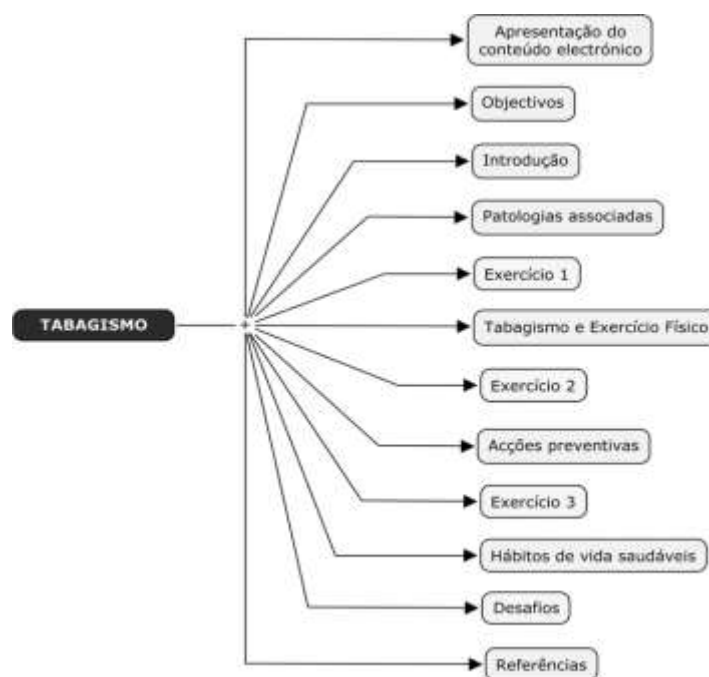 Apresentação do
conteúdo electrónico
Objectivos
Introdução
Patologias associadas
Exercício 1
TABAGISMO
Tabagismo e Exercício Físico
Exercício 2
Acções preventivas
Exercício 3
Hábitos de vida saudáveis
Desafios
Referências